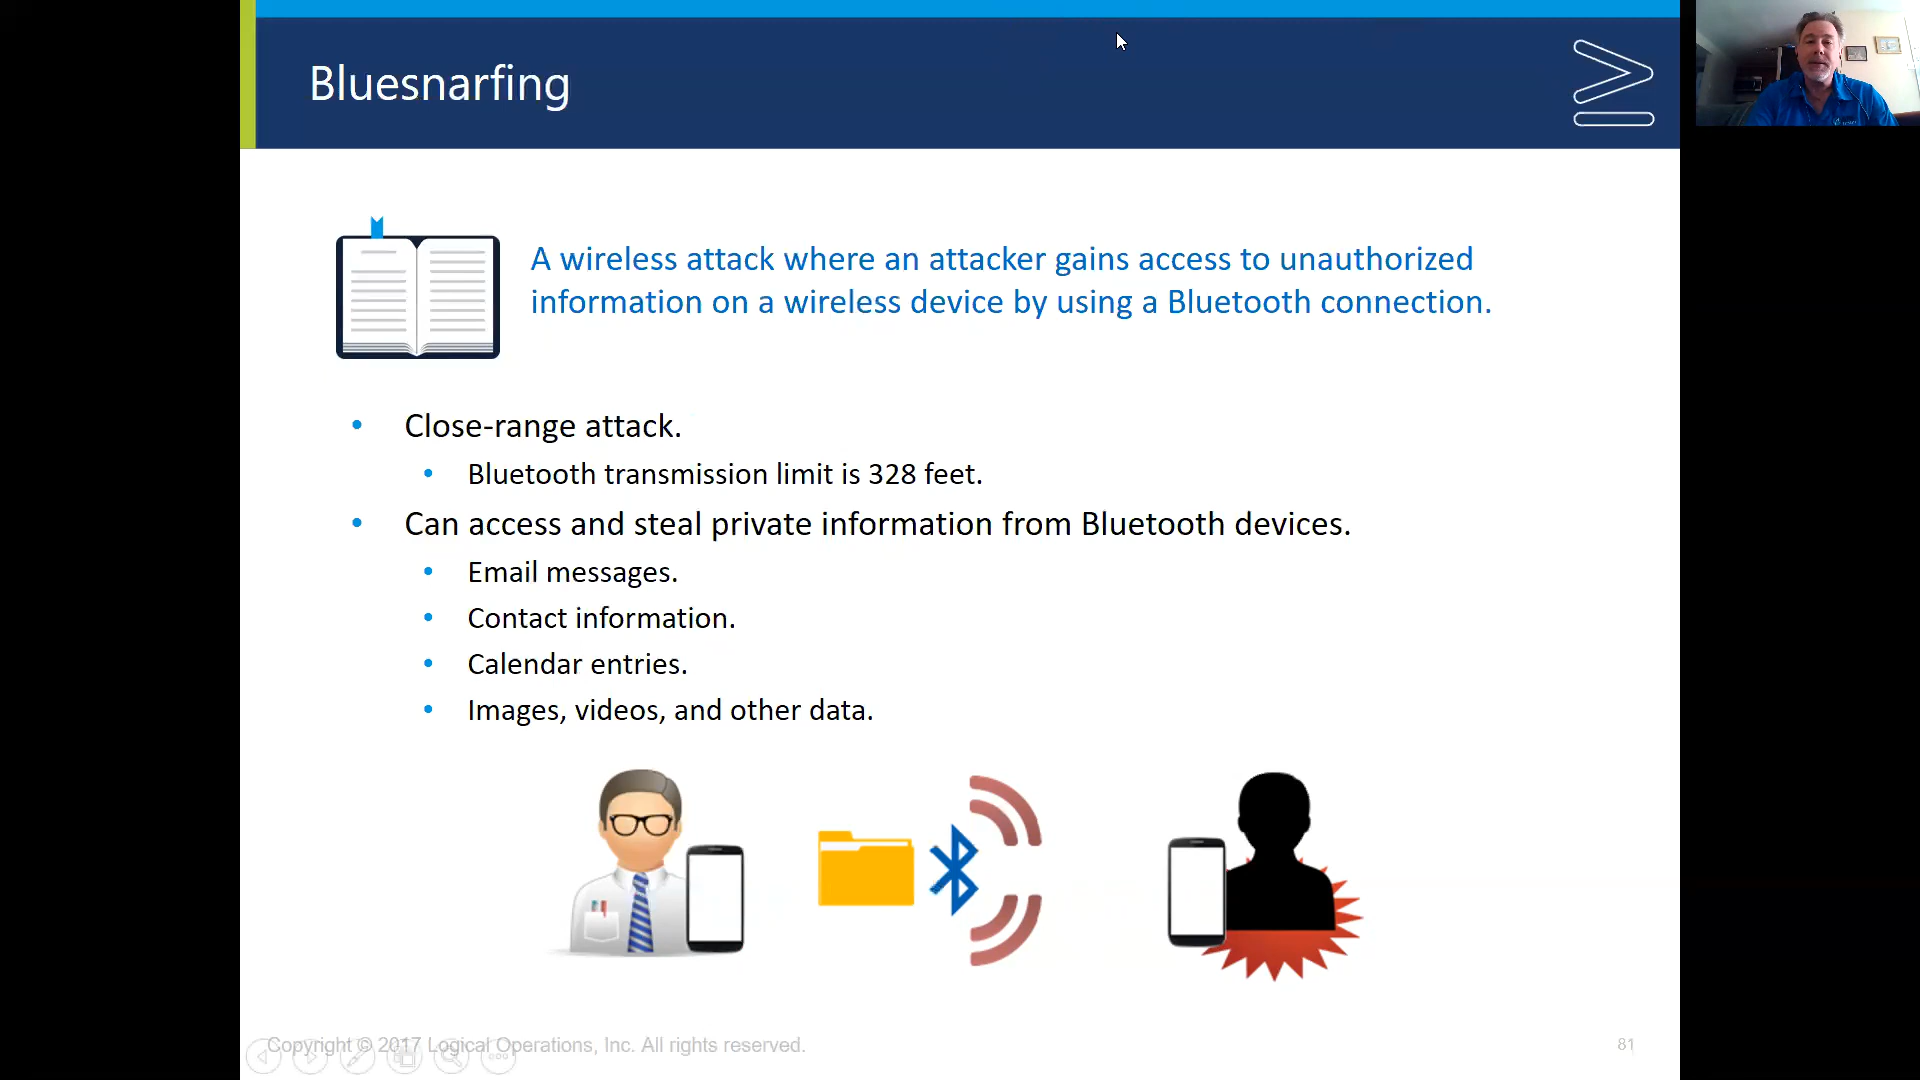 Bluesnarfing
A wireless attack where an attacker gains access to unauthorized
information on a wireless device by using a Bluetooth connection.
• Close-range attack.
• Bluetooth transmission limit is 328 feet.
• Can access and steal private information from Bluetooth devices.
• Email messages.
• Contact information.
• Calendar entries.
• Images, videos, and other data.
Copyright © 2017 Logical Operations, Inc. All rights reserved.
81